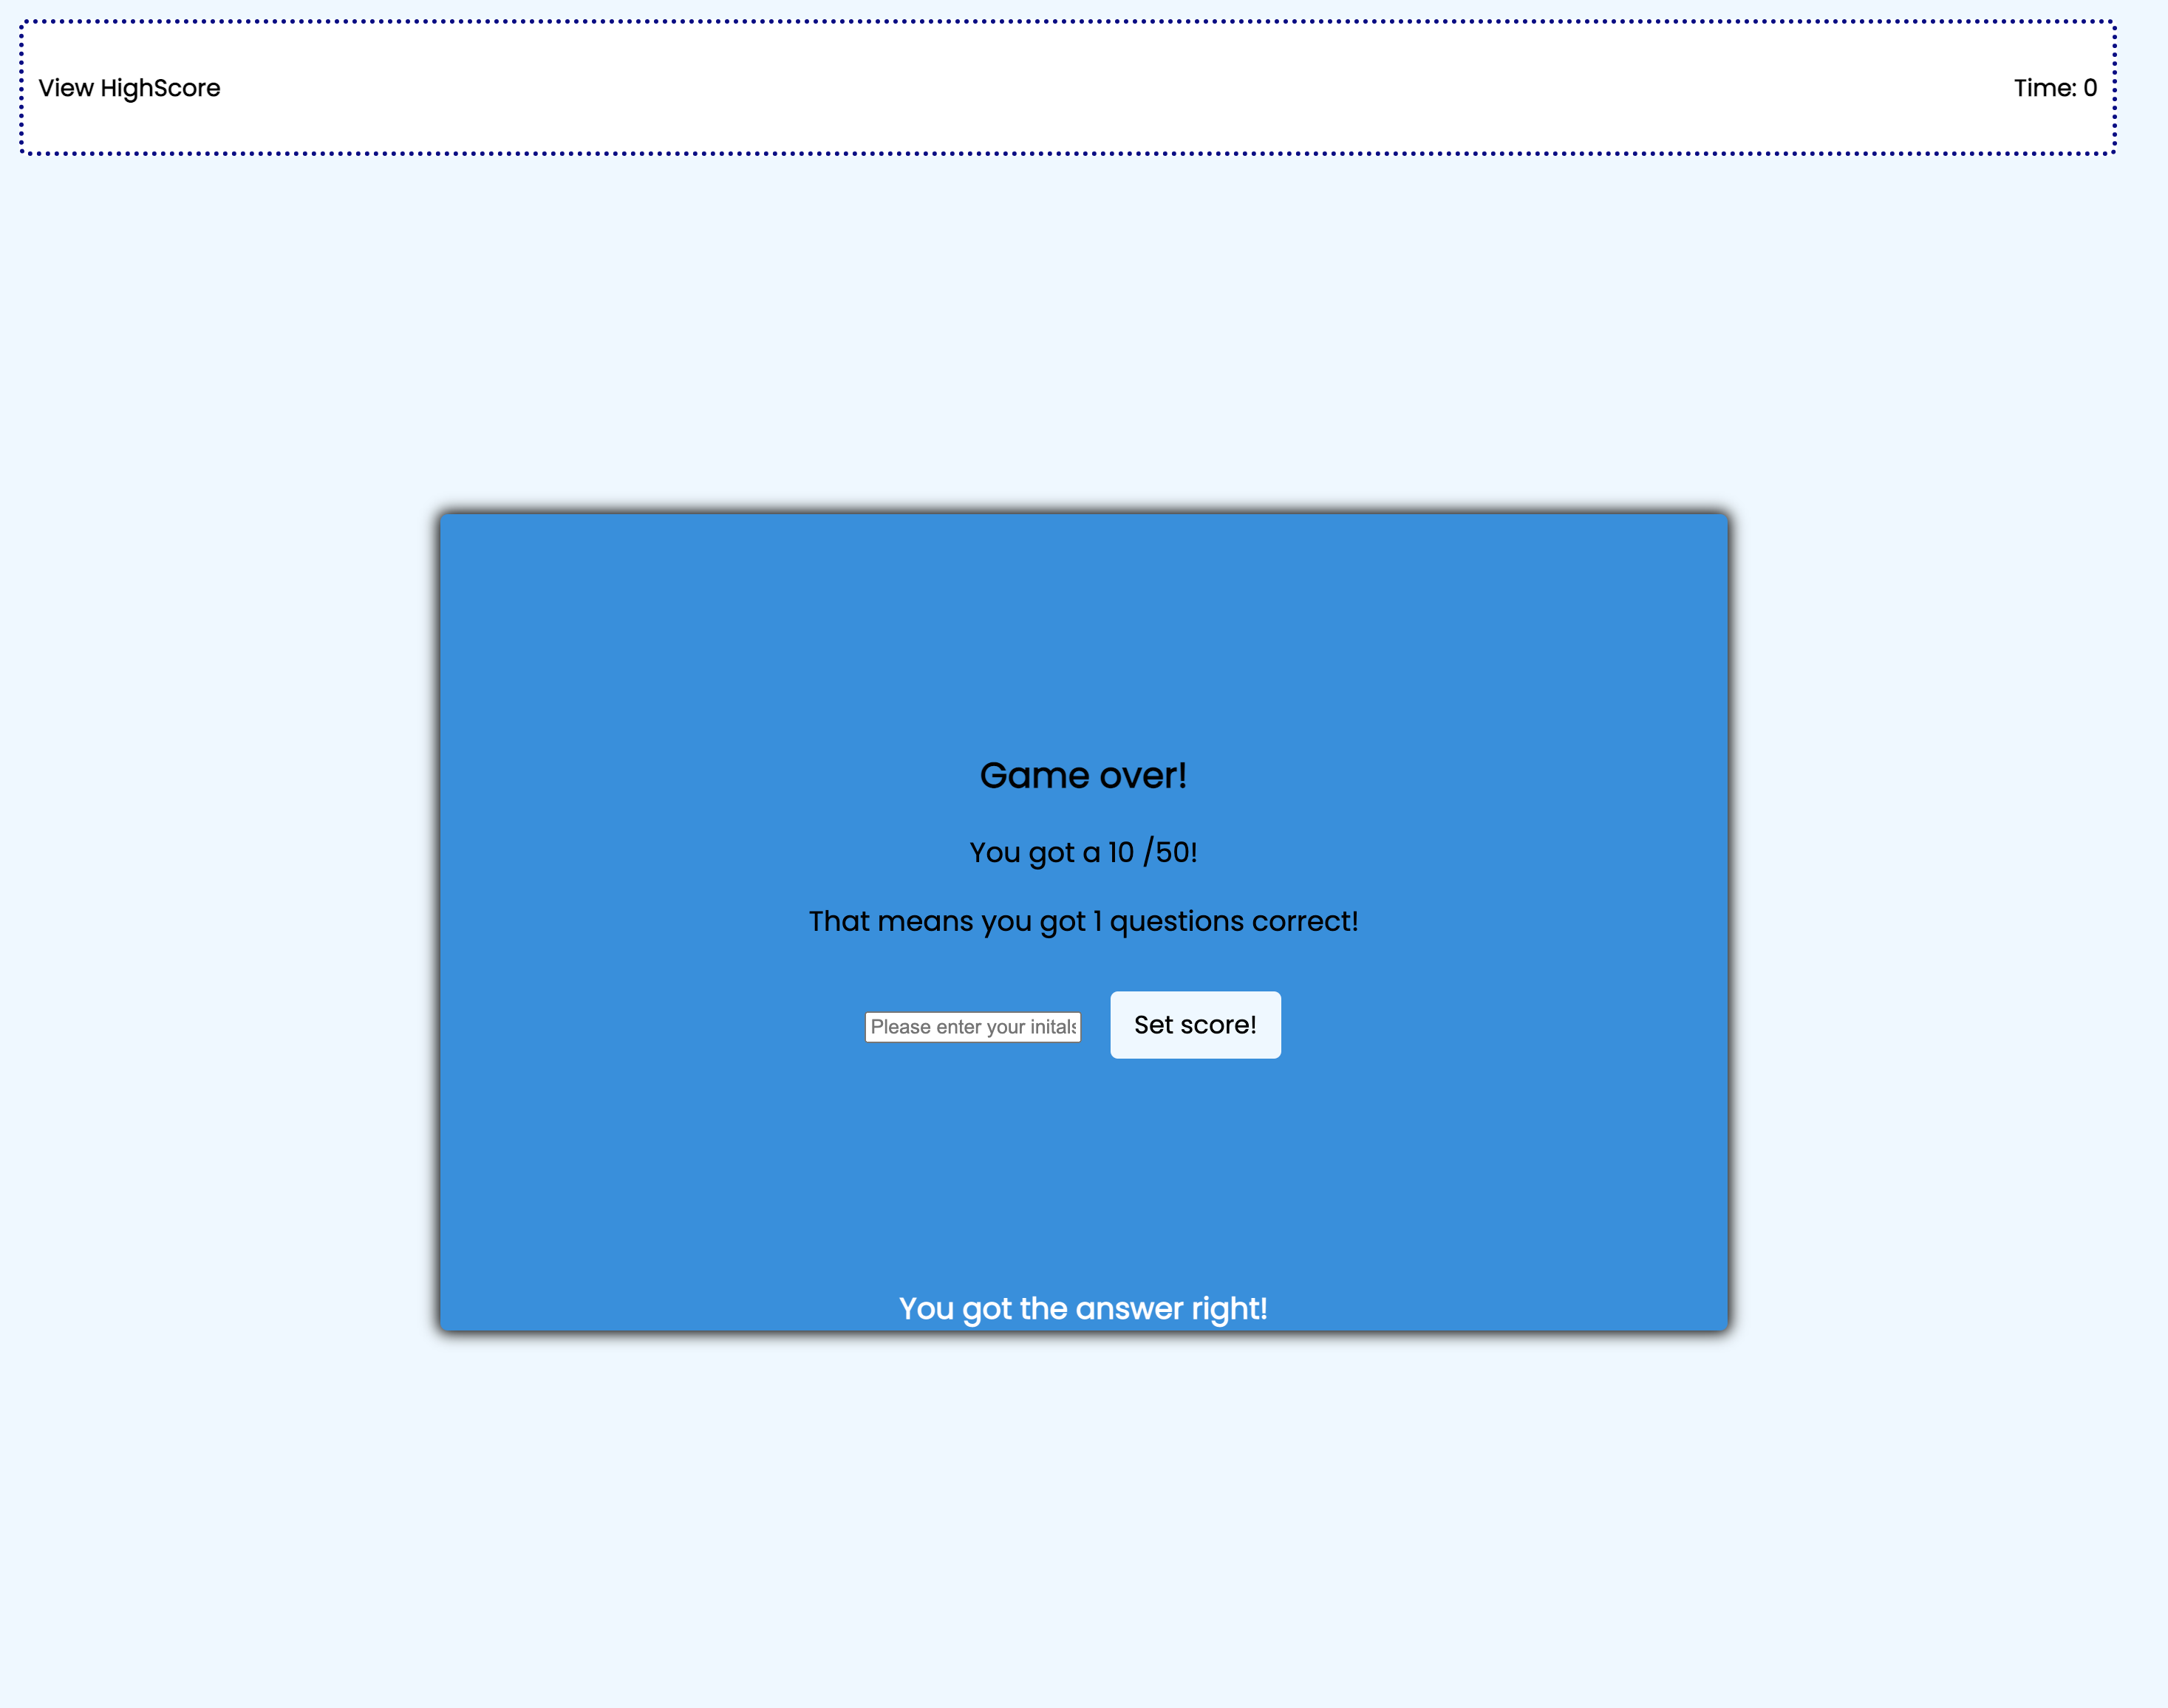 View HighScore
Time: 0
Game over!
You got a 10 /50!
That means you got 1 questions correct!
Please enter your initals
Set score!
You got the answer right!